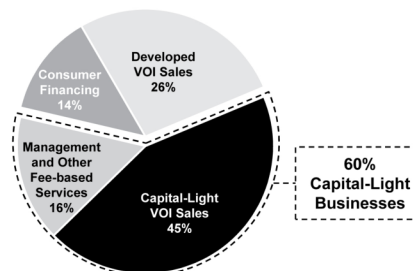 Developed
VOI Sales
26%
Consumer
Financing
14%
Management
and Other
Fee-based
Services
16%
Capital-Light
VOI Sales
45%
60%
Capital-Light
Businesses